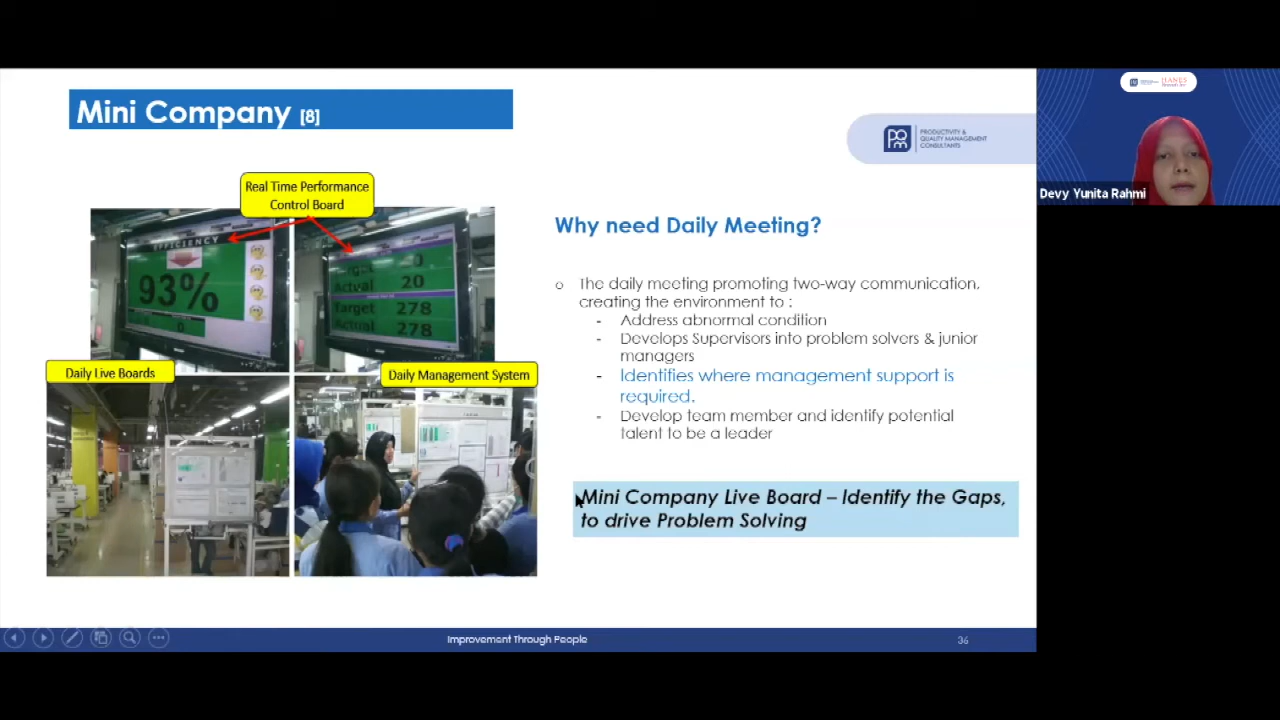 Mini Company [8]
PRODUCTIVITY &
QUALITY MANAGEMENT
CONSULTANTS
Devy Yunita Rahmi
Real Time Performance
Control Board
EFFICIENCY
93%
0
Target 0
Actual 20
Target 278
Actual 278
Daily Live Boards
Daily Management System
Why need Daily Meeting?
o The daily meeting promoting two-way communication,
creating the environment to :
- Address abnormal condition
- Develops Supervisors into problem solvers & junior
managers
- Identifies where management support is
required.
- Develop team member and identify potential
talent to be a leader
Mini Company Live Board – Identify the Gaps,
to drive Problem Solving
Improvement Through People
36